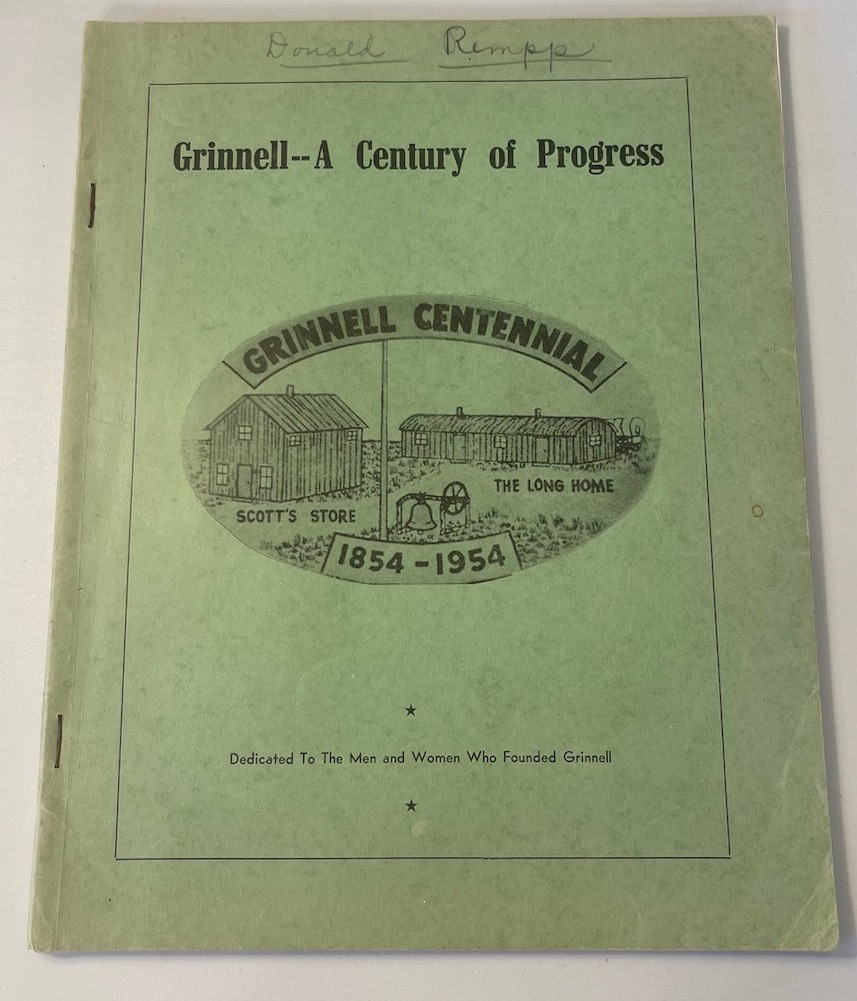 Donald Rempp
Grinnell--A Century of Progress
GRINNELL CENTENNIAL
SCOTT'S STORE
THE LONG HOME
1854-1954
Dedicated To The Men and Women Who Founded Grinnell